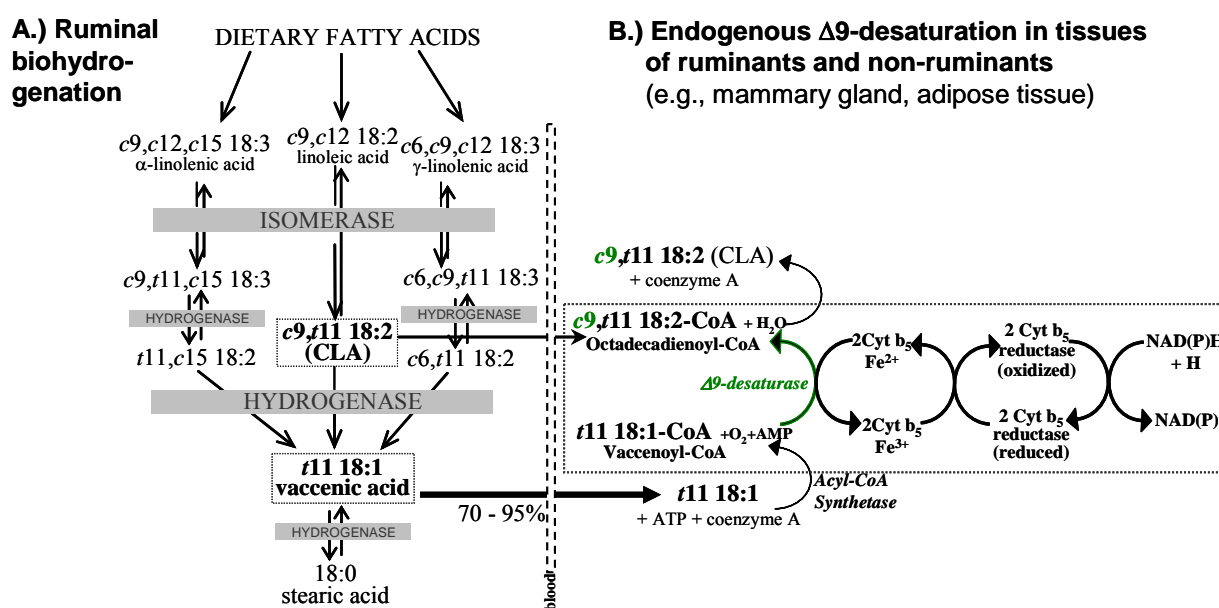 A.) Ruminal
biohydro-
genation
DIETARY FATTY ACIDS
c9,c12,c15 18:3
α-linolenic acid
c9,c12 18:2
linoleic acid
c6,c9,c12 18:3
γ-linolenic acid
ISOMERASE
c9,t11,c15 18:3
c6,c9,t11 18:3
HYDROGENASE
HYDROGENASE
c9,t11 18:2
(CLA)
t11,c15 18:2
c6,t11 18:2
HYDROGENASE
t11 18:1
vaccenic acid
70 - 95%
HYDROGENASE
18:0
stearic acid
blood
B.) Endogenous Δ9-desaturation in tissues
of ruminants and non-ruminants
(e.g., mammary gland, adipose tissue)
c9,t11 18:2 (CLA)
+ coenzyme A
c9,t11 18:2-CoA + H2O
Octadecadienoyl-CoA
Δ9-desaturase
t11 18:1-CoA +O2+AMP
Vaccenoyl-CoA
2Cyt b5
Fe2+
2Cyt b5
Fe3+
2 Cyt b5
reductase
(oxidized)
2 Cyt b5
reductase
(reduced)
NAD(P)H
+ H
NAD(P)
Acyl-CoA
Synthetase
t11 18:1
+ ATP + coenzyme A